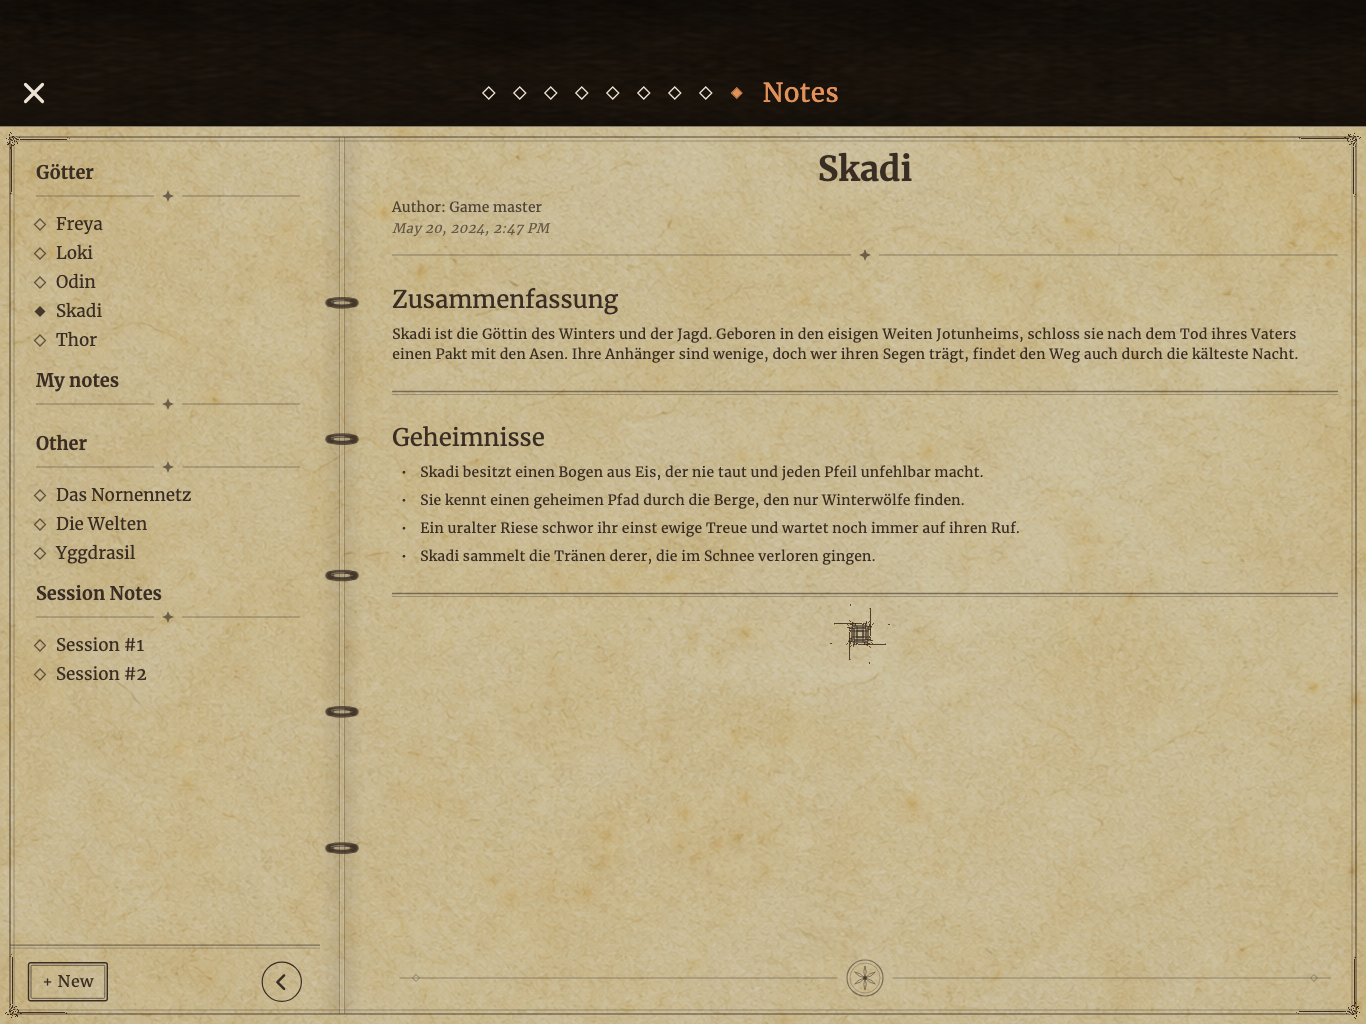 Notes
Götter
Freya
Loki
Odin
Skadi
Thor
My notes
Other
Das Nornennetz
Die Welten
Yggdrasil
Session Notes
Session #1
Session #2
+ New
Skadi
Author: Game master
May 20, 2024, 2:47 PM
Zusammenfassung
Skadi ist die Göttin des Winters und der Jagd. Geboren in den eisigen Weiten Jotunheims, schloss sie nach dem Tod ihres Vaters
einen Pakt mit den Asen. Ihre Anhänger sind wenige, doch wer ihren Segen trägt, findet den Weg auch durch die kälteste Nacht.
Geheimnisse
• Skadi besitzt einen Bogen aus Eis, der nie taut und jeden Pfeil unfehlbar macht.
• Sie kennt einen geheimen Pfad durch die Berge, den nur Winterwölfe finden.
• Ein uralter Riese schwor ihr einst ewige Treue und wartet noch immer auf ihren Ruf.
• Skadi sammelt die Tränen derer, die im Schnee verloren gingen.